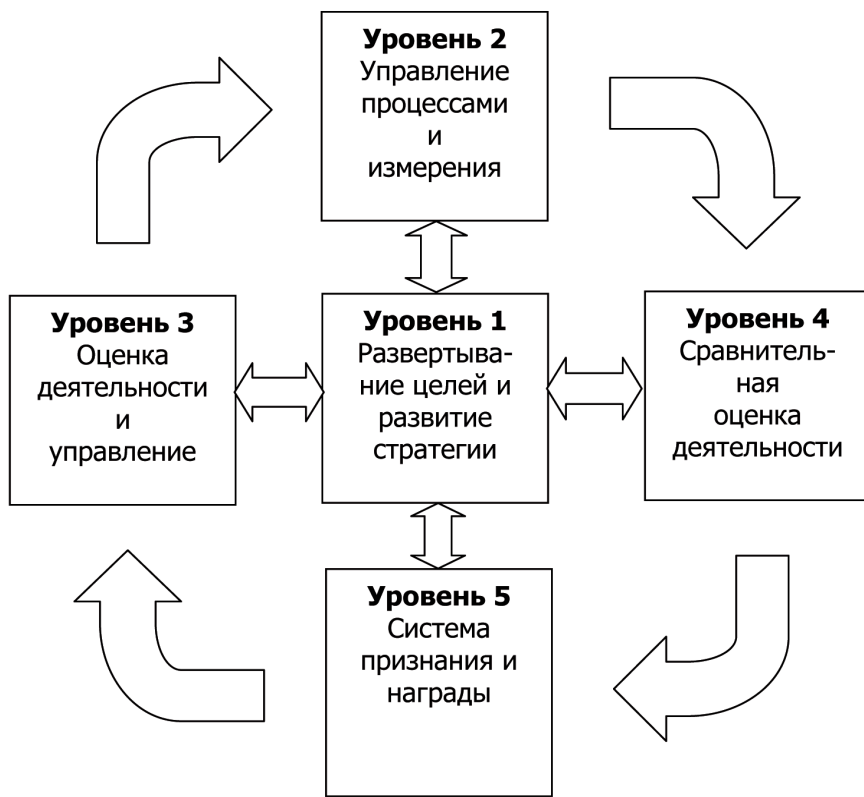 Уровень 2
Управление
процессами
и
измерения
Уровень 3
Оценка
деятельности
и
управление
Уровень 1
Развертыва-
ние целей и
развитие
стратегии
Уровень 4
Сравнитель-
ная
оценка
деятельности
Уровень 5
Система
признания и
награды